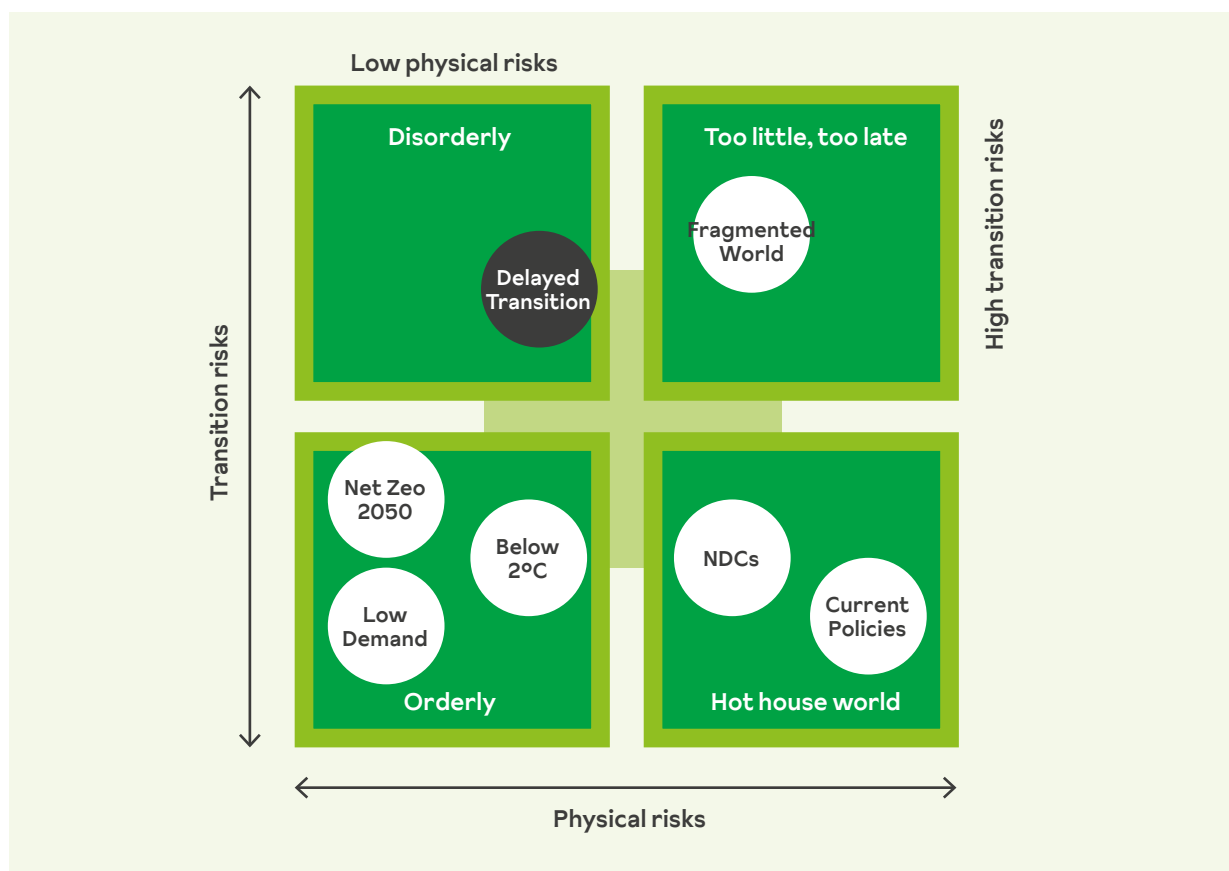 Low physical risks
Disorderly
Too little, too late
High transition risks
Fragmented
World
Delayed
Transition
Transition risks
Net Zeo
2050
Below
2°C
NDCs
Low
Demand
Current
Policies
Orderly
Hot house world
Physical risks